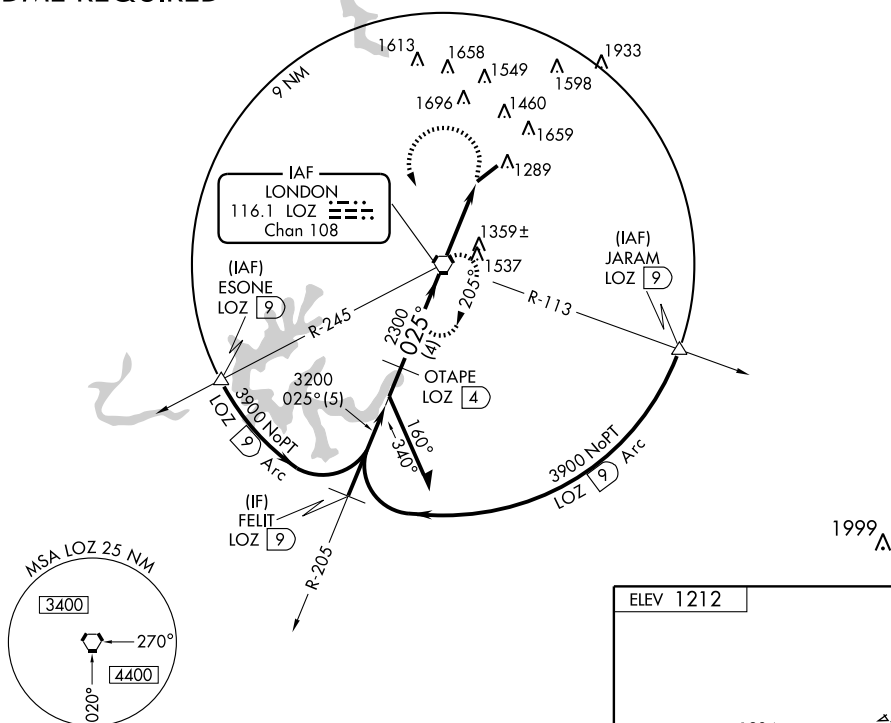 DME REQUIRED
1613
1658
1549
1933
1598
1696
1460
1659
1289
9 NM
IAF
LONDON
116.1 LOZ
Chan 108
1359±
1537
(IAF)
JARAM
LOZ 9
(IAF)
ESONE
LOZ 9
R-245
205°
R-113
2300
025°
(4)
OTAPE
LOZ 4
3200
025° (5)
3900 NoPT
LOZ 9 Arc
160°
340°
3900 NoPT
LOZ 9 Arc
(IF)
FELIT
LOZ 9
R-205
1999
MSA LOZ 25 NM
3400
270°
4400
020°
ELEV 1212